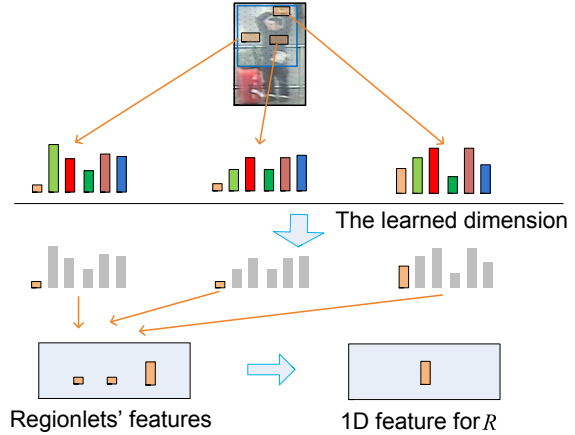 The learned dimension
Regionlets' features
1D feature for R